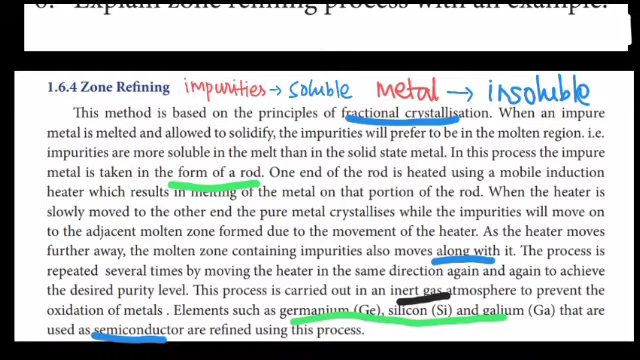 6. Explain zone refining process with an example.
1.6.4 Zone Refining impurities → soluble metal → insoluble
This method is based on the principles of fractional crystallisation. When an impure
metal is melted and allowed to solidify, the impurities will prefer to be in the molten region. i.e.
impurities are more soluble in the melt than in the solid state metal. In this process the impure
metal is taken in the form of a rod. One end of the rod is heated using a mobile induction
heater which results in melting of the metal on that portion of the rod. When the heater is
slowly moved to the other end the pure metal crystallises while the impurities will move on
to the adjacent molten zone formed due to the movement of the heater. As the heater moves
further away, the molten zone containing impurities also moves along with it. The process is
repeated several times by moving the heater in the same direction again and again to achieve
the desired purity level. This process is carried out in an inert gas atmosphere to prevent the
oxidation of metals. Elements such as germanium (Ge), silicon (Si) and galium (Ga) that are
used as semiconductor are refined using this process.